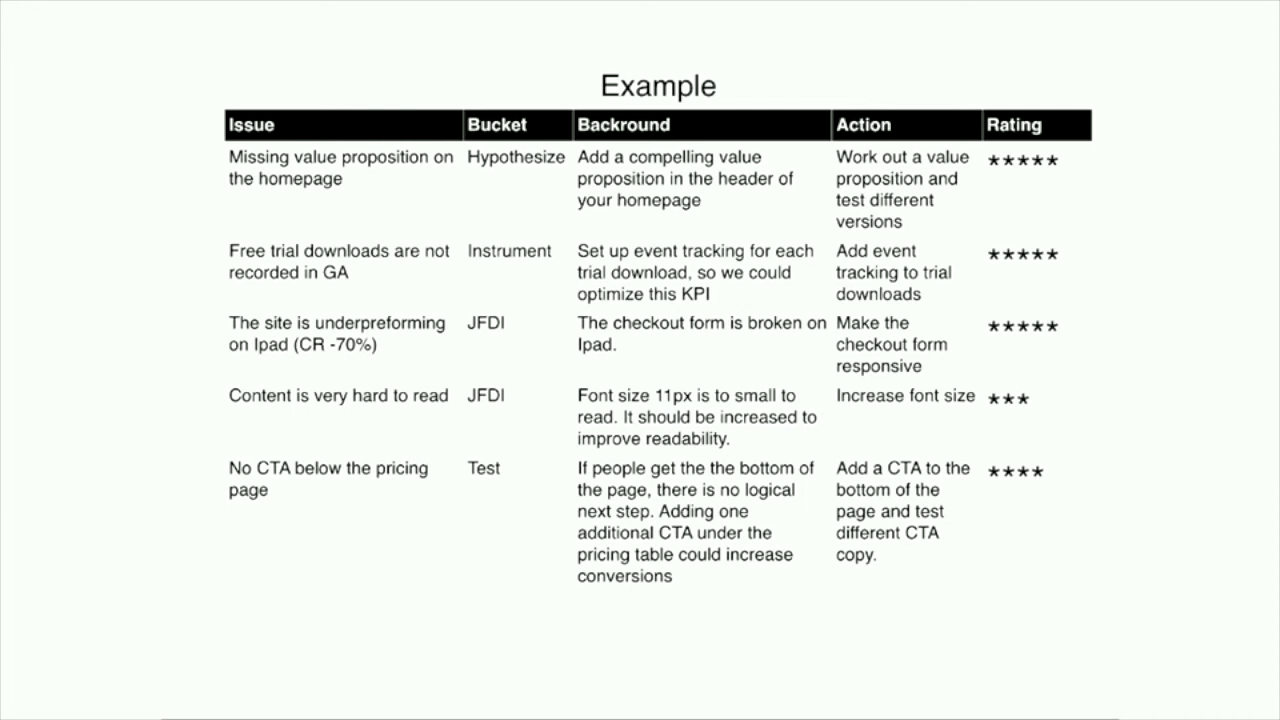 Example
Issue Bucket Backround Action Rating
Missing value proposition on Hypothesize Add a compelling value Work out a value *****
the homepage proposition in the header of proposition and
your homepage test different
versions
Free trial downloads are not Instrument Set up event tracking for each Add event *****
recorded in GA trial download, so we could tracking to trial
optimize this KPI downloads
The site is underpreforming JFDI The checkout form is broken on Make the *****
on Ipad (CR -70%) Ipad. checkout form
responsive
Content is very hard to read JFDI Font size 11px is to small to Increase font size ***
read. It should be increased to
improve readability.
No CTA below the pricing Test If people get the the bottom of Add a CTA to the ****
page the page, there is no logical bottom of the
next step. Adding one page and test
additional CTA under the different CTA
pricing table could increase copy.
conversions